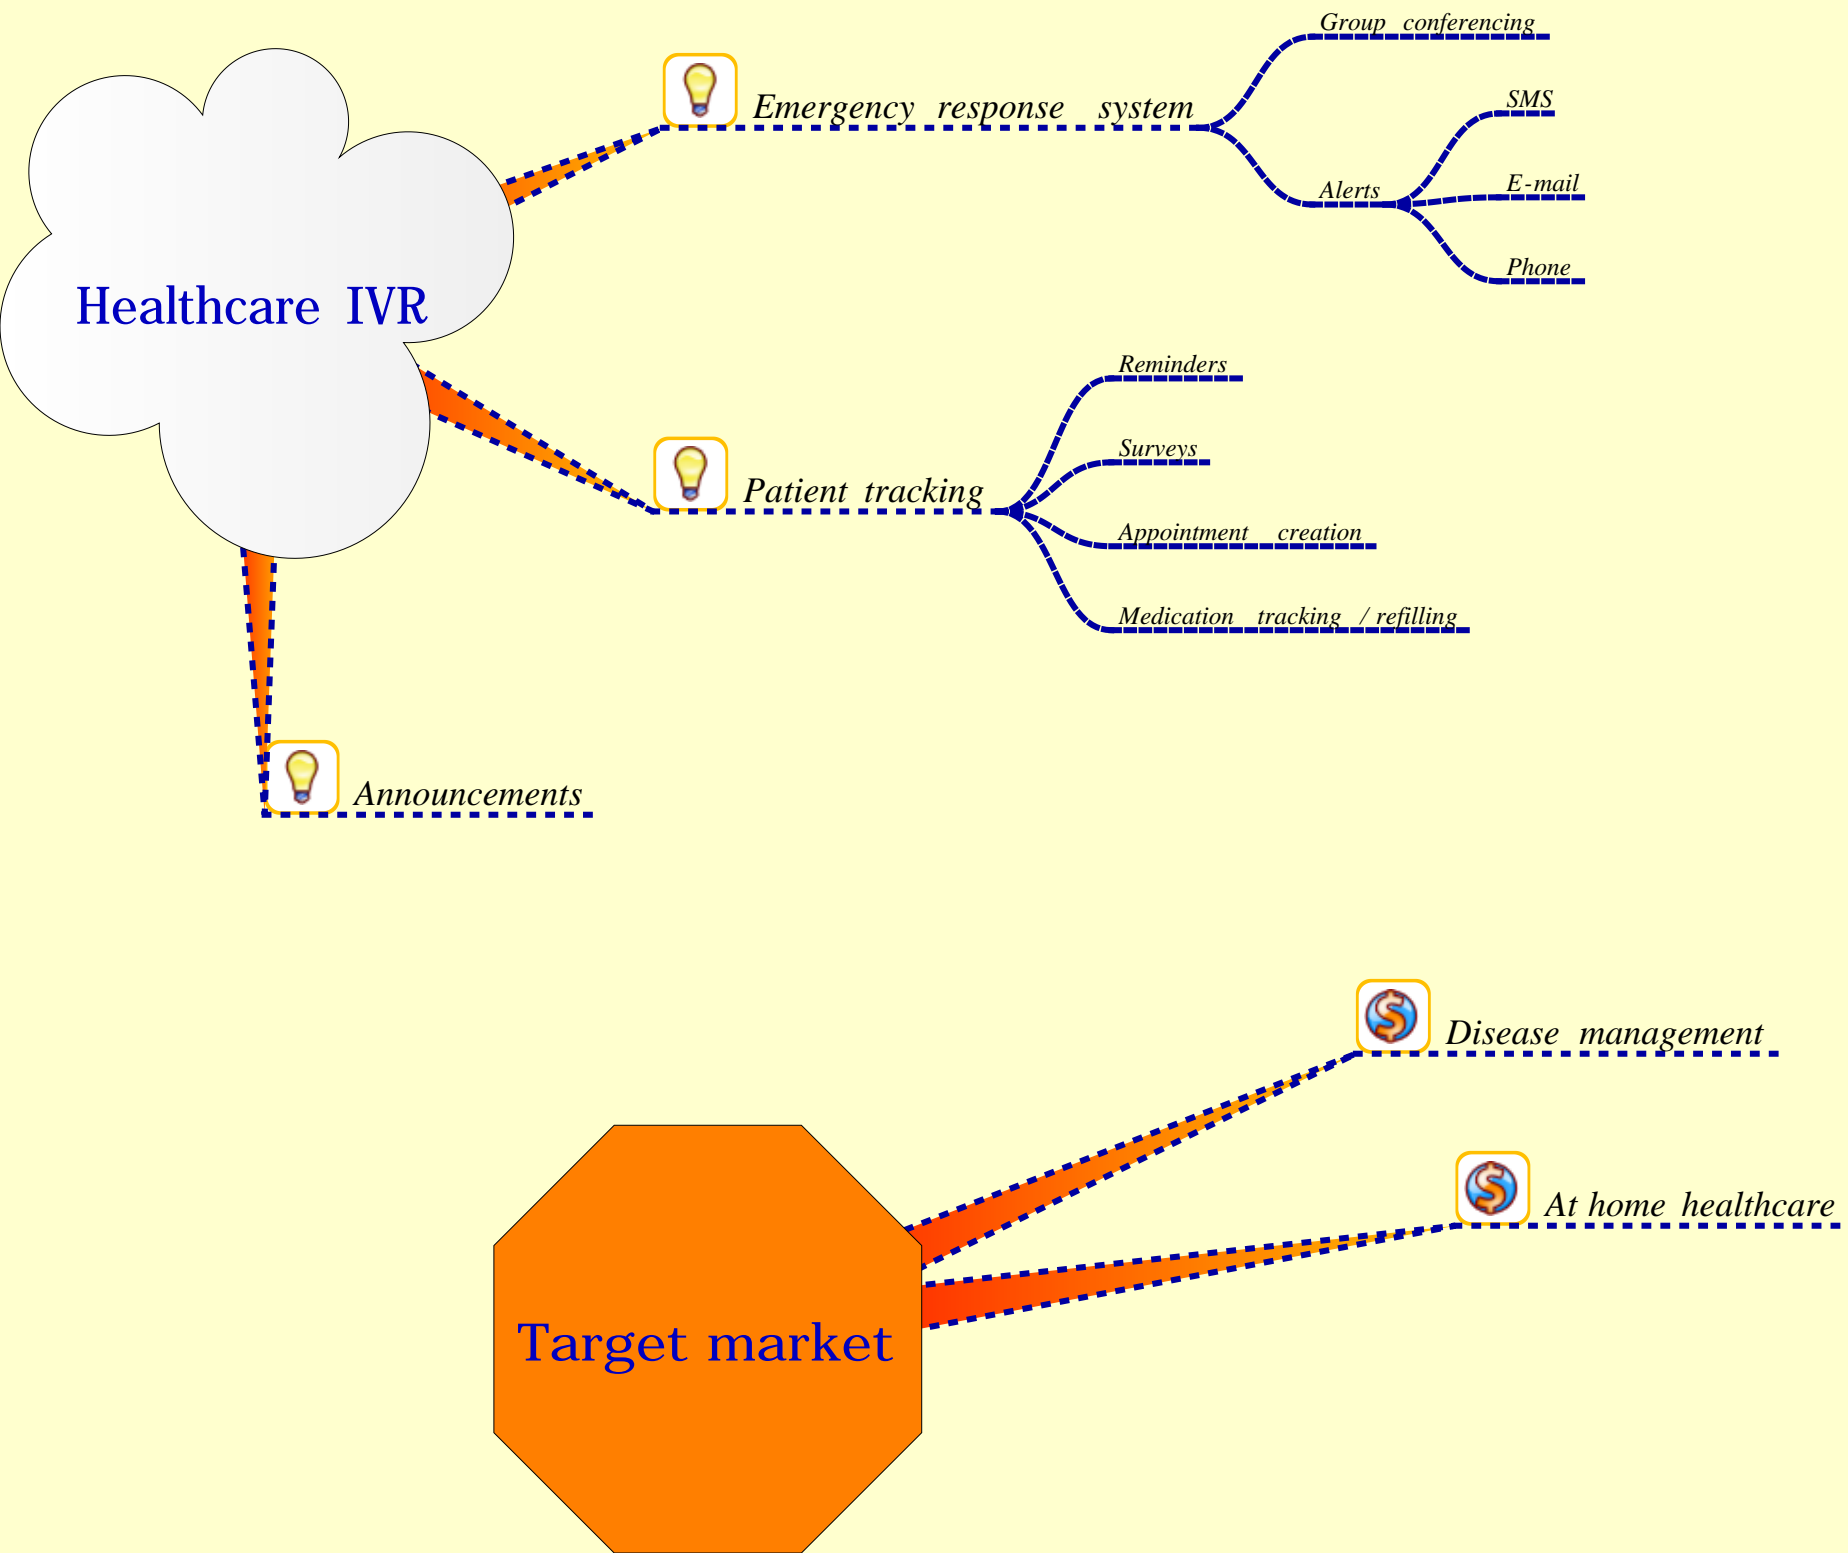 Group conferencing
Emergency response system
SMS
Alerts
E-mail
Phone
Healthcare IVR
Reminders
Surveys
Patient tracking
Appointment creation
Medication tracking / refilling
Announcements
Disease management
At home healthcare
Target market